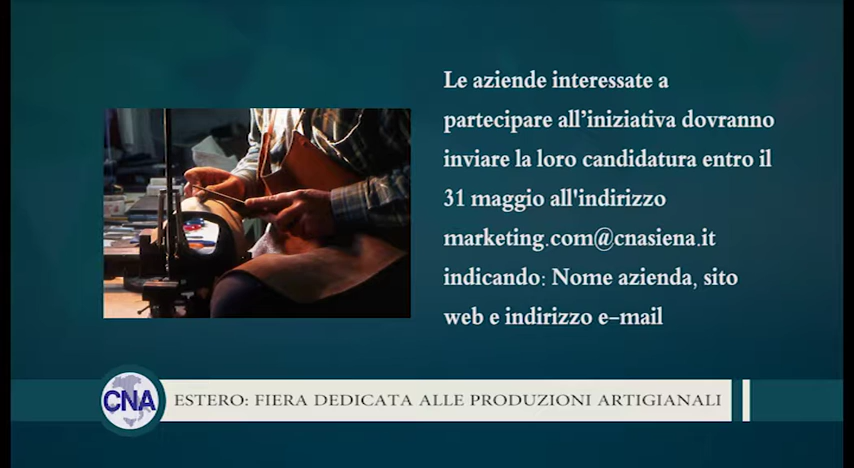 Le aziende interessate a
partecipare all'iniziativa dovranno
inviare la loro candidatura entro il
31 maggio all'indirizzo
marketing.com@cnasiena.it
indicando: Nome azienda, sito
web e indirizzo e-mail
CNA
ESTERO: FIERA DEDICATA ALLE PRODUZIONI ARTIGIANALI